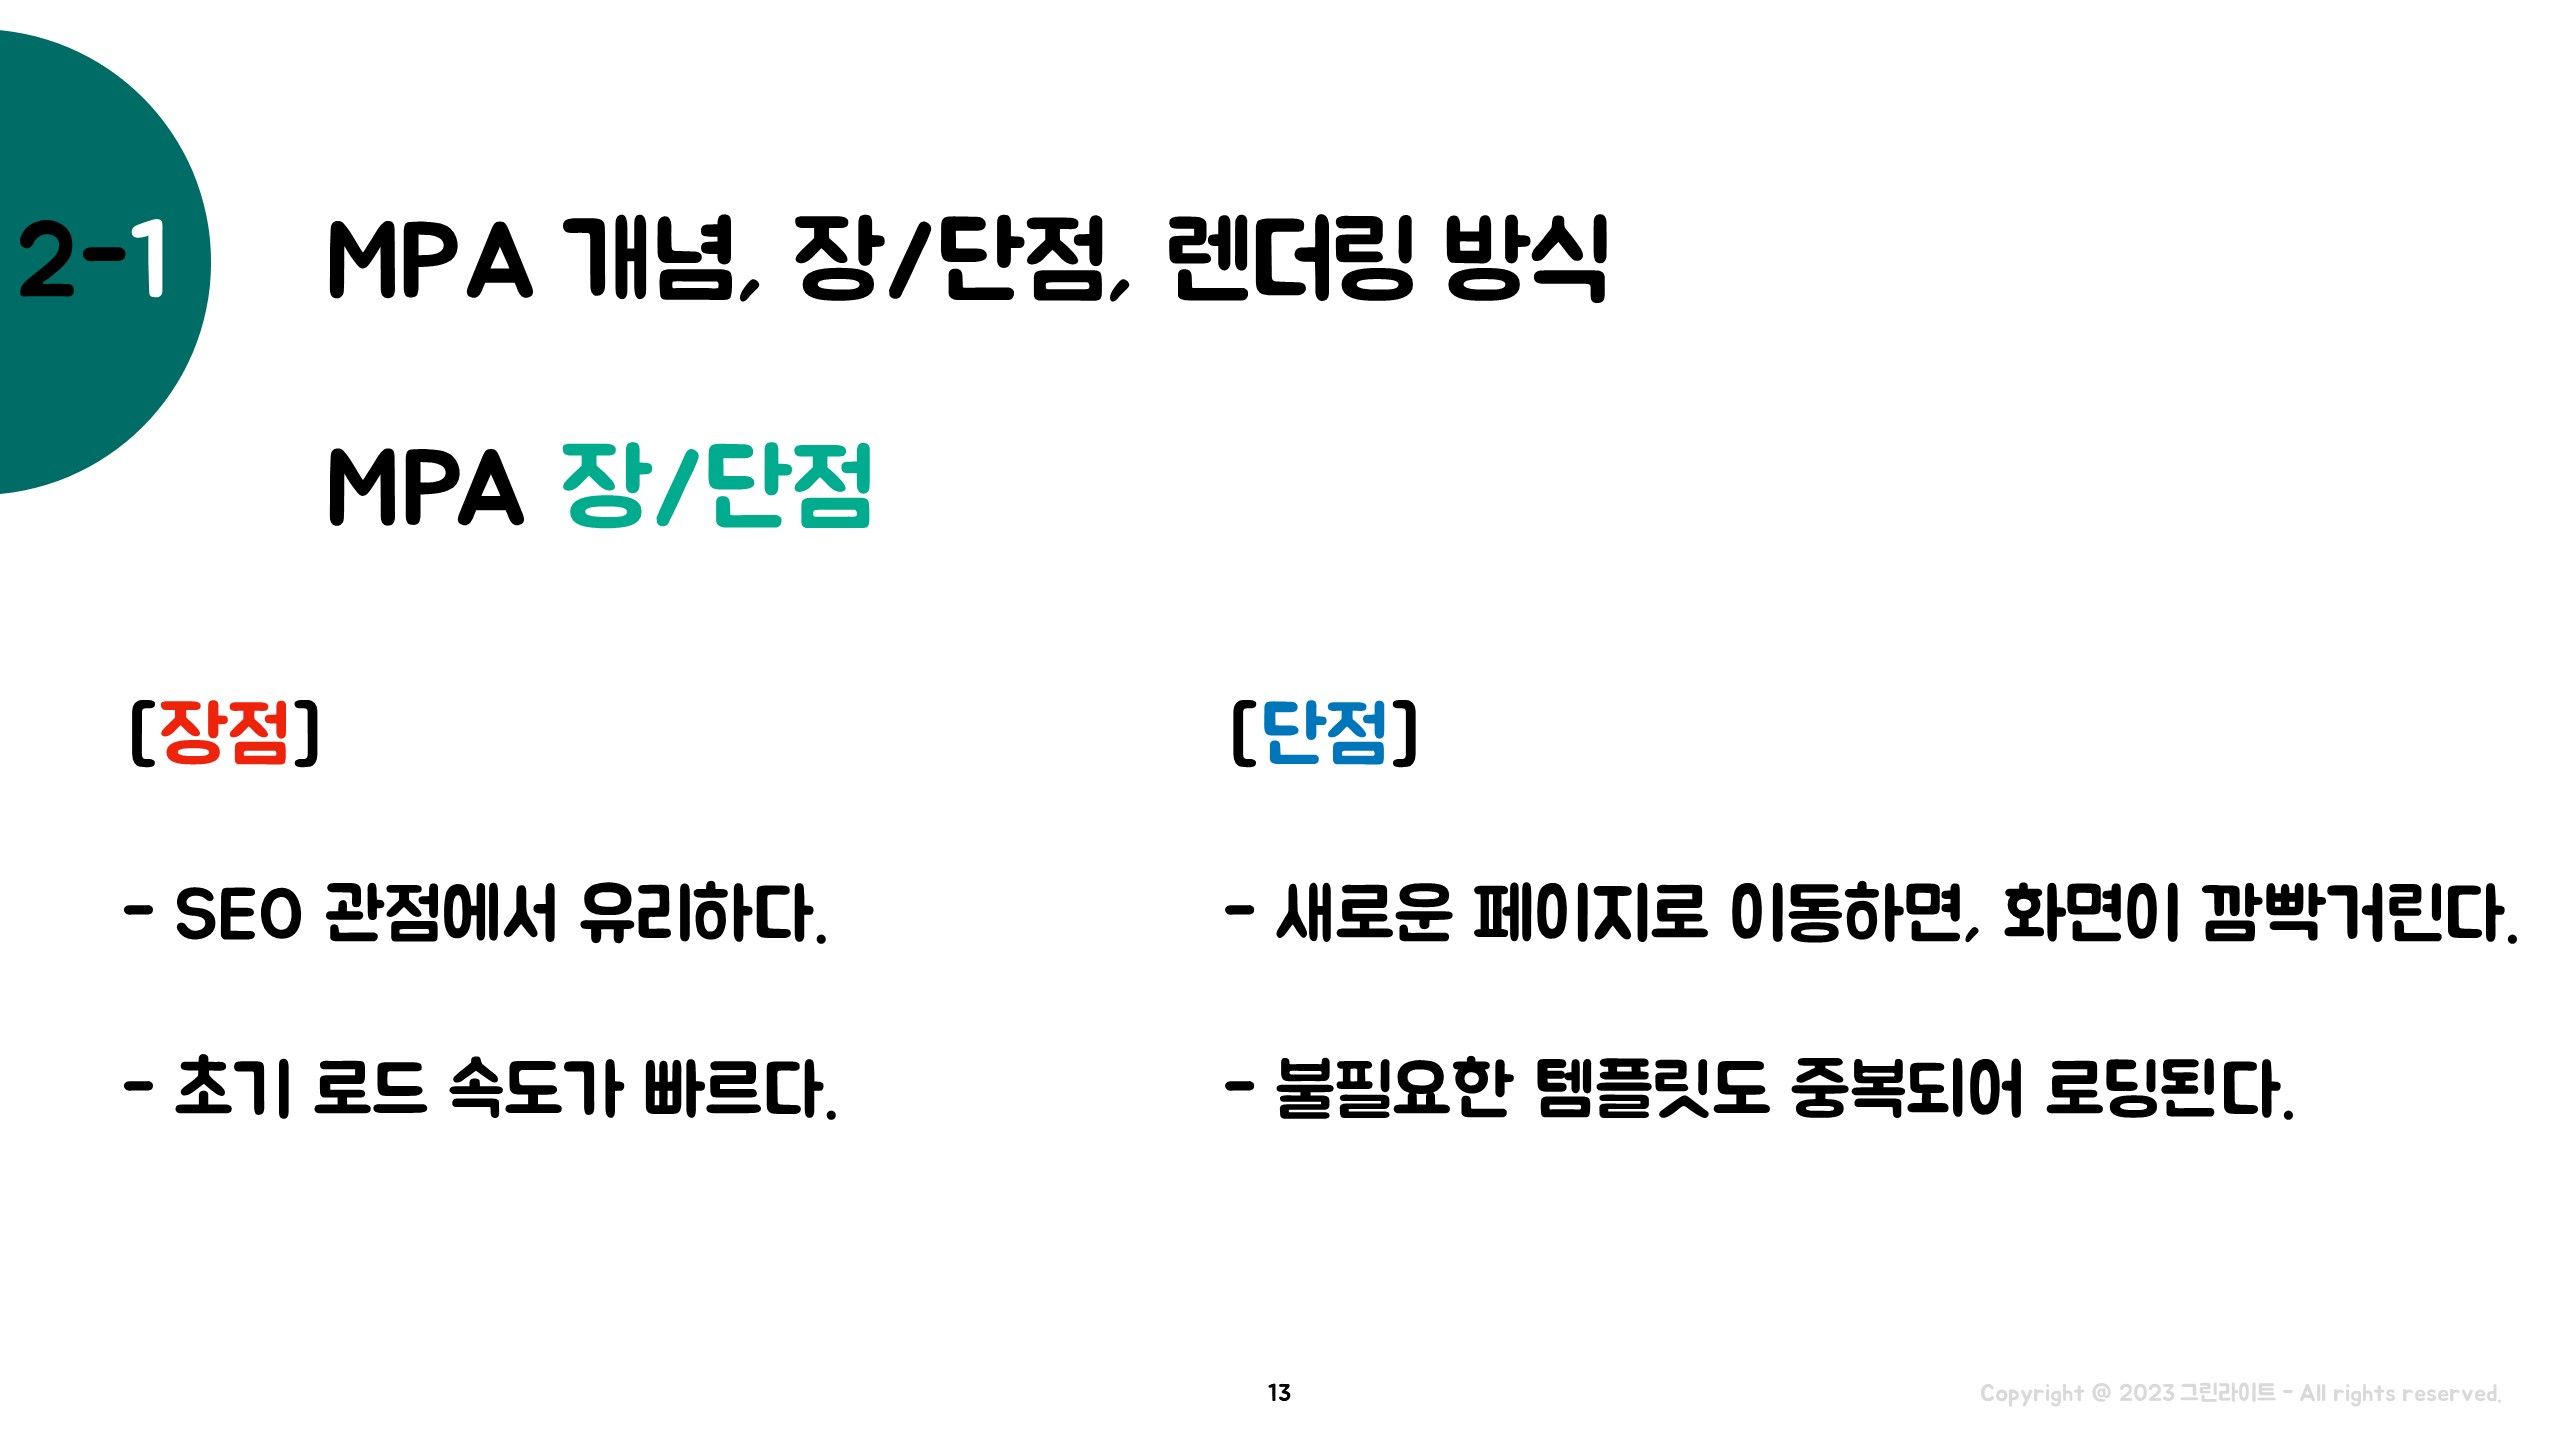 2-1
MPA 개념, 장/단점, 렌더링 방식
MPA 장/단점
[장점]
- SEO 관점에서 유리하다.
- 초기 로드 속도가 빠르다.
[단점]
- 새로운 페이지로 이동하면, 화면이 깜빡거린다.
- 불필요한 템플릿도 중복되어 로딩된다.
13
Copyright @ 2023 그린라이트 - All rights reserved.